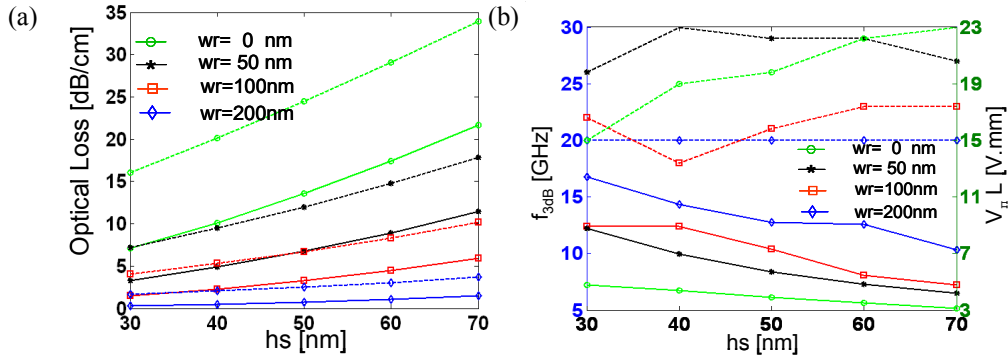 (a)
Optical Loss [dB/cm]
35
30
25
20
15
10
5
0
wr= 0 nm
wr= 50 nm
wr=100nm
wr=200nm
30 40 50 60 70
hs [nm]
(b)
f3dB [GHz]
30
25
20
15
10
5
wr= 0 nm
wr= 50 nm
wr=100nm
wr=200nm
30 40 50 60 70
hs [nm]
23
19
15
11
7
3
VπL [V.mm]